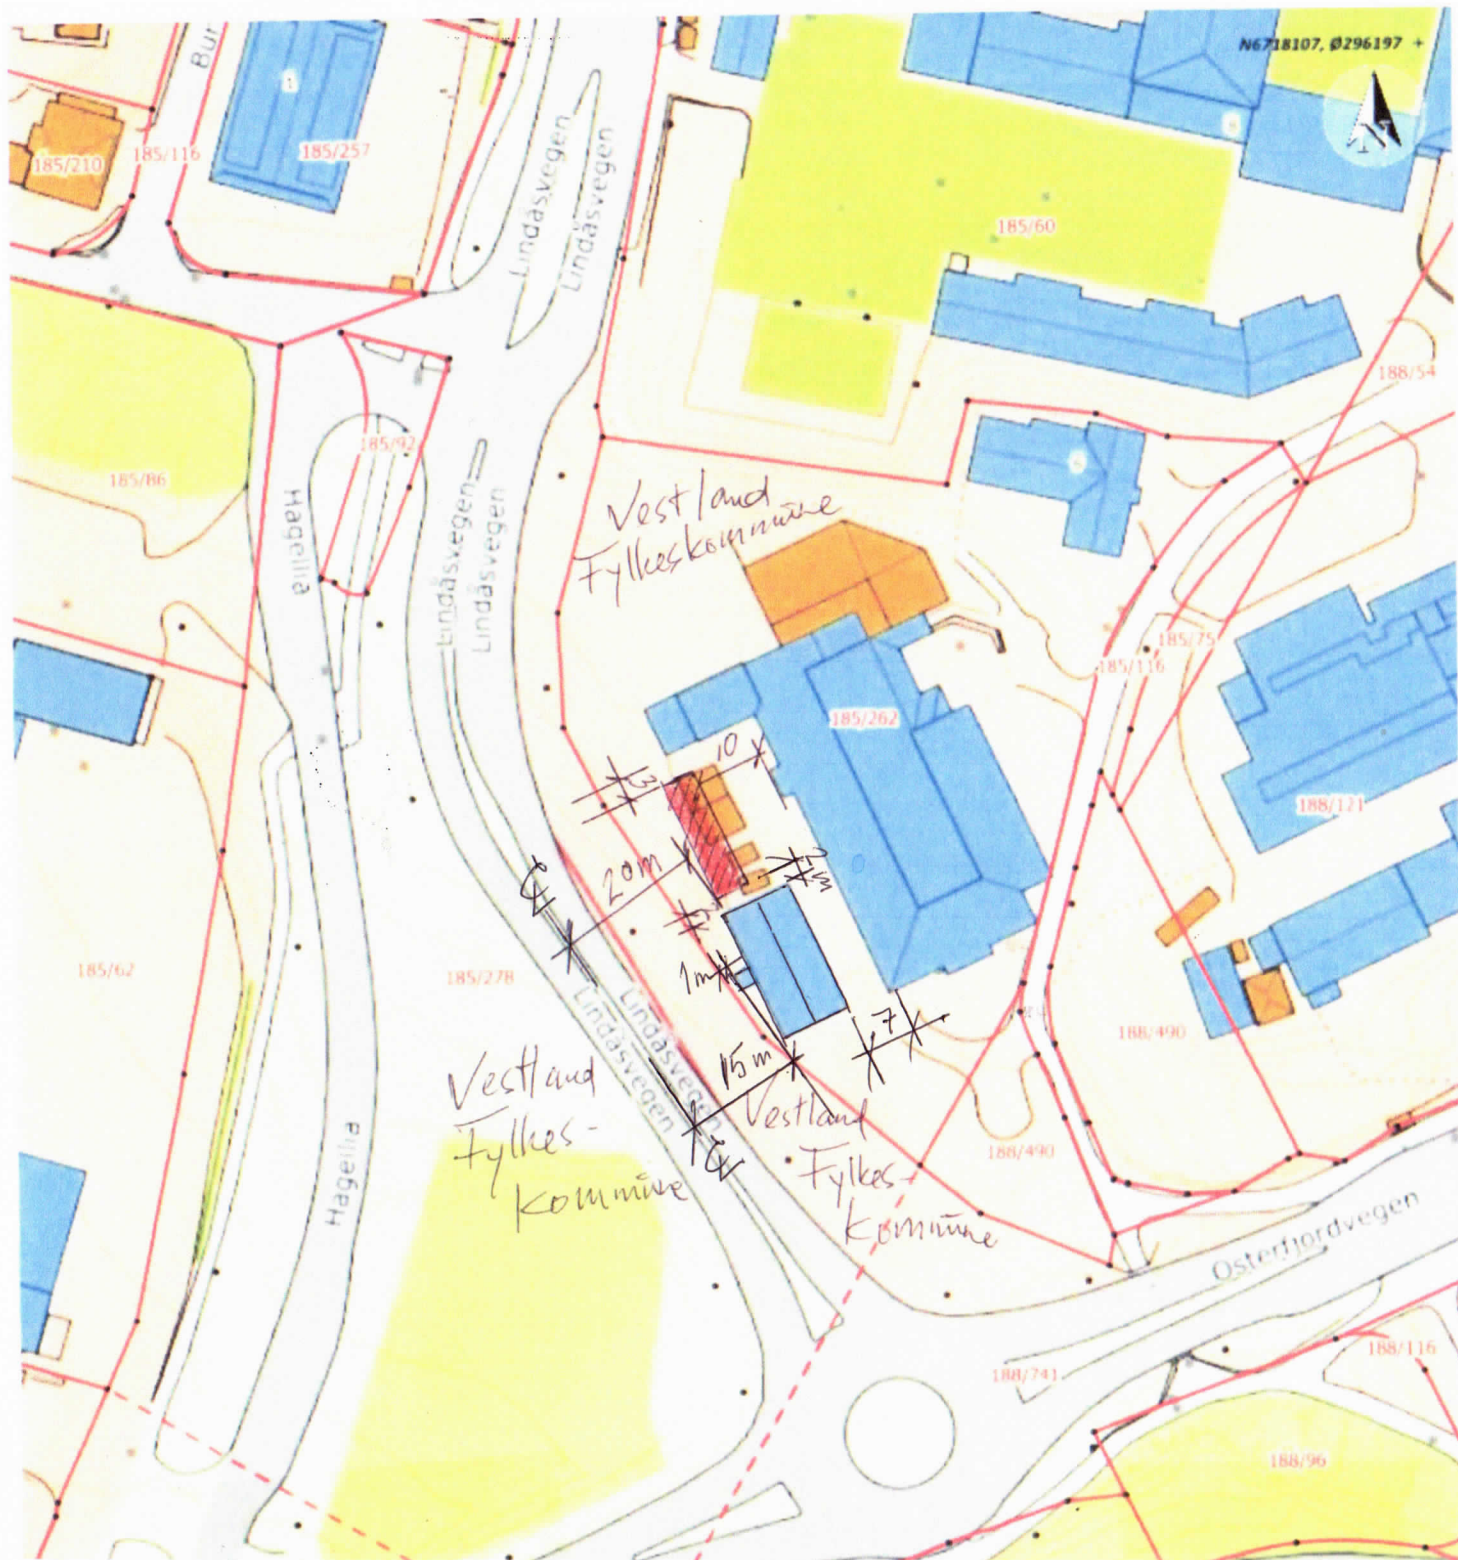 N6718107, Ø296197 +
N
Bur
1
185/210
185/116
185/257
Lindåsvegen
Lindåsvegen
185/60
8
188/54
185/92
185/86
Hagellia
Lindåsvegen
Lindåsvegen
Vestland
Fylkeskommune
5
185/75
185/116
185/262
10
3
188/121
20m
2m
185/62
185/278
1m
Lindåsvegen
Lindåsvegen
7
188/490
15m
Vestland
Fylkes-
kommune
Vestland
Fylkes-
kommune
188/490
Hagellia
Osterfjordvegen
188/741
188/116
188/96